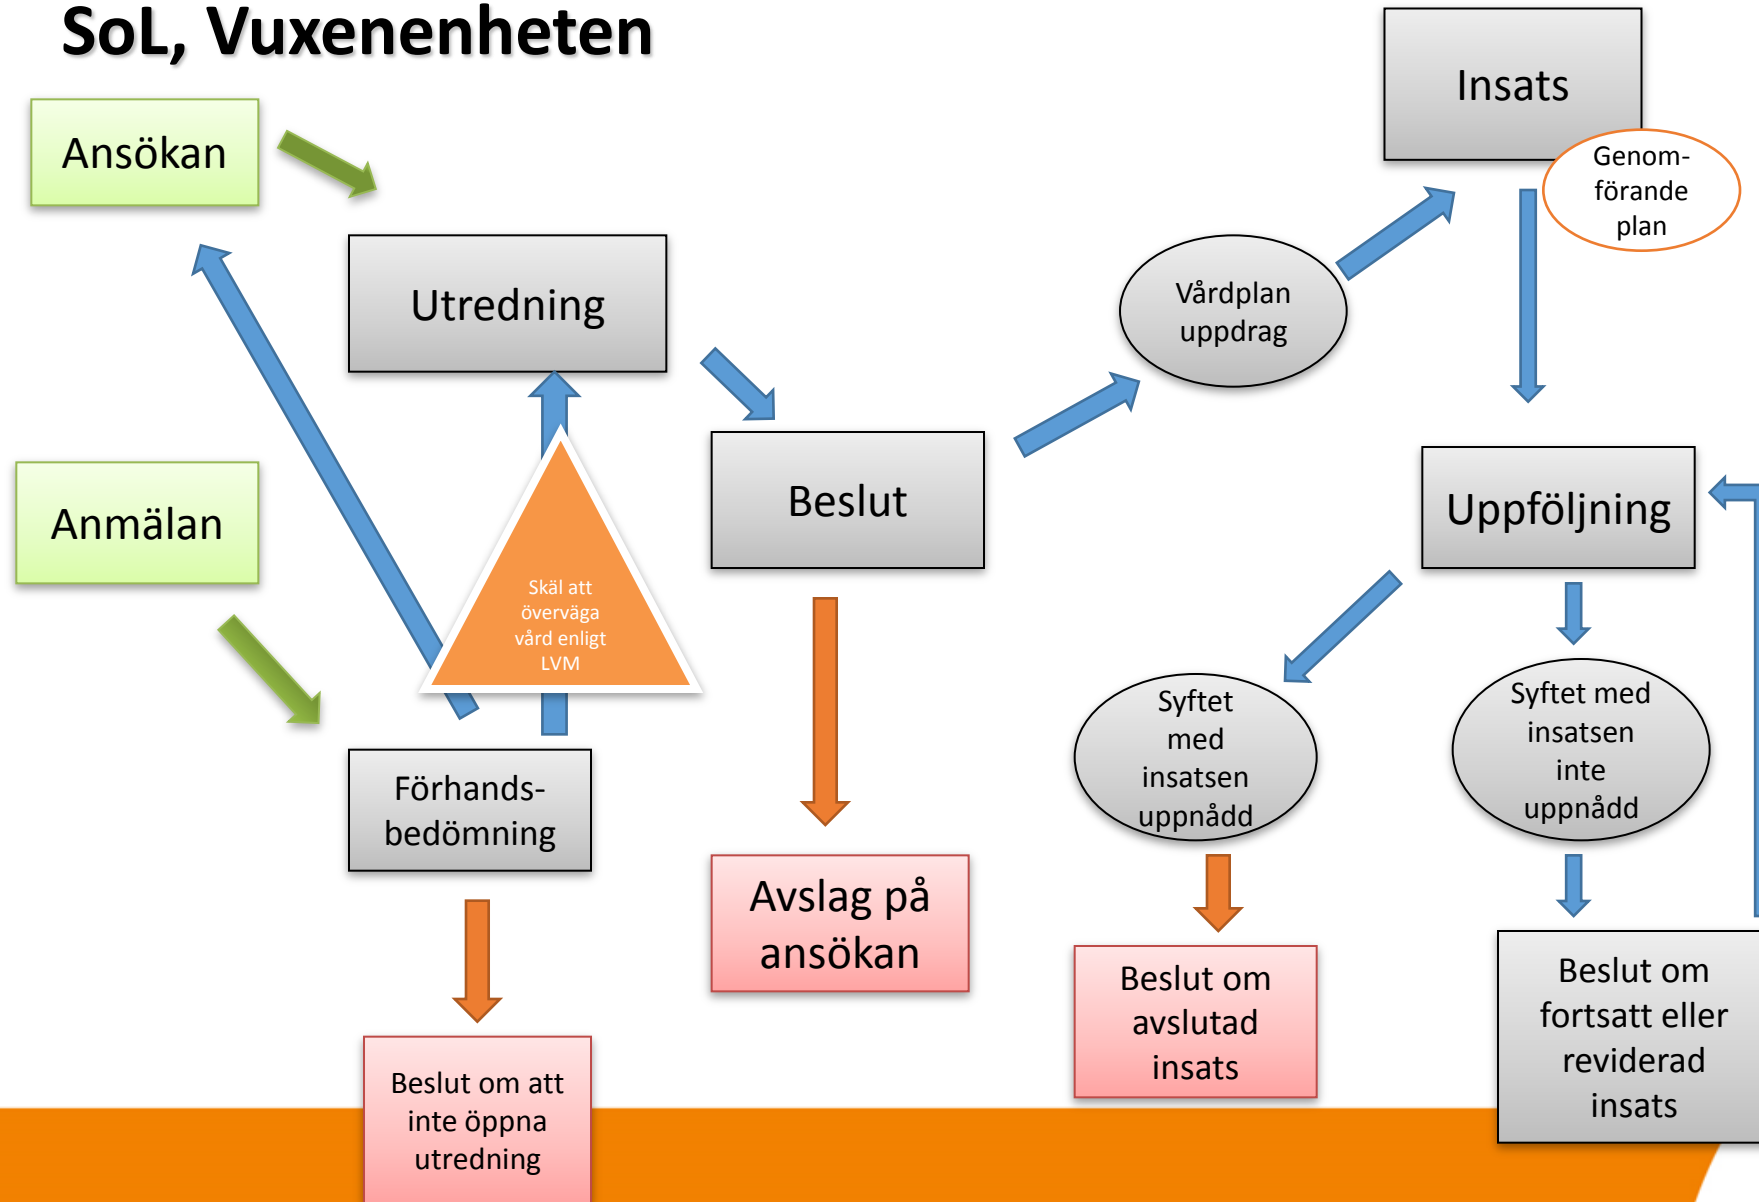 SoL, Vuxenenheten
Ansökan
Anmälan
Utredning
Skäl att
överväga
vård enligt
LVM
Förhands-
bedömning
Beslut om att
inte öppna
utredning
Beslut
Avslag på
ansökan
Vårdplan
uppdrag
Insats
Genom-
förande
plan
Uppföljning
Syftet
med
insatsen
uppnådd
Beslut om
avslutad
insats
Syftet med
insatsen
inte
uppnådd
Beslut om
fortsatt eller
reviderad
insats